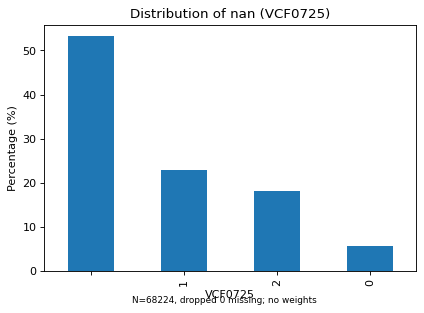 Distribution of nan (VCF0725)
Percentage (%)
50
40
30
20
10
0
1
2
0
VCF0725
N=68224, dropped 0 missing; no weights